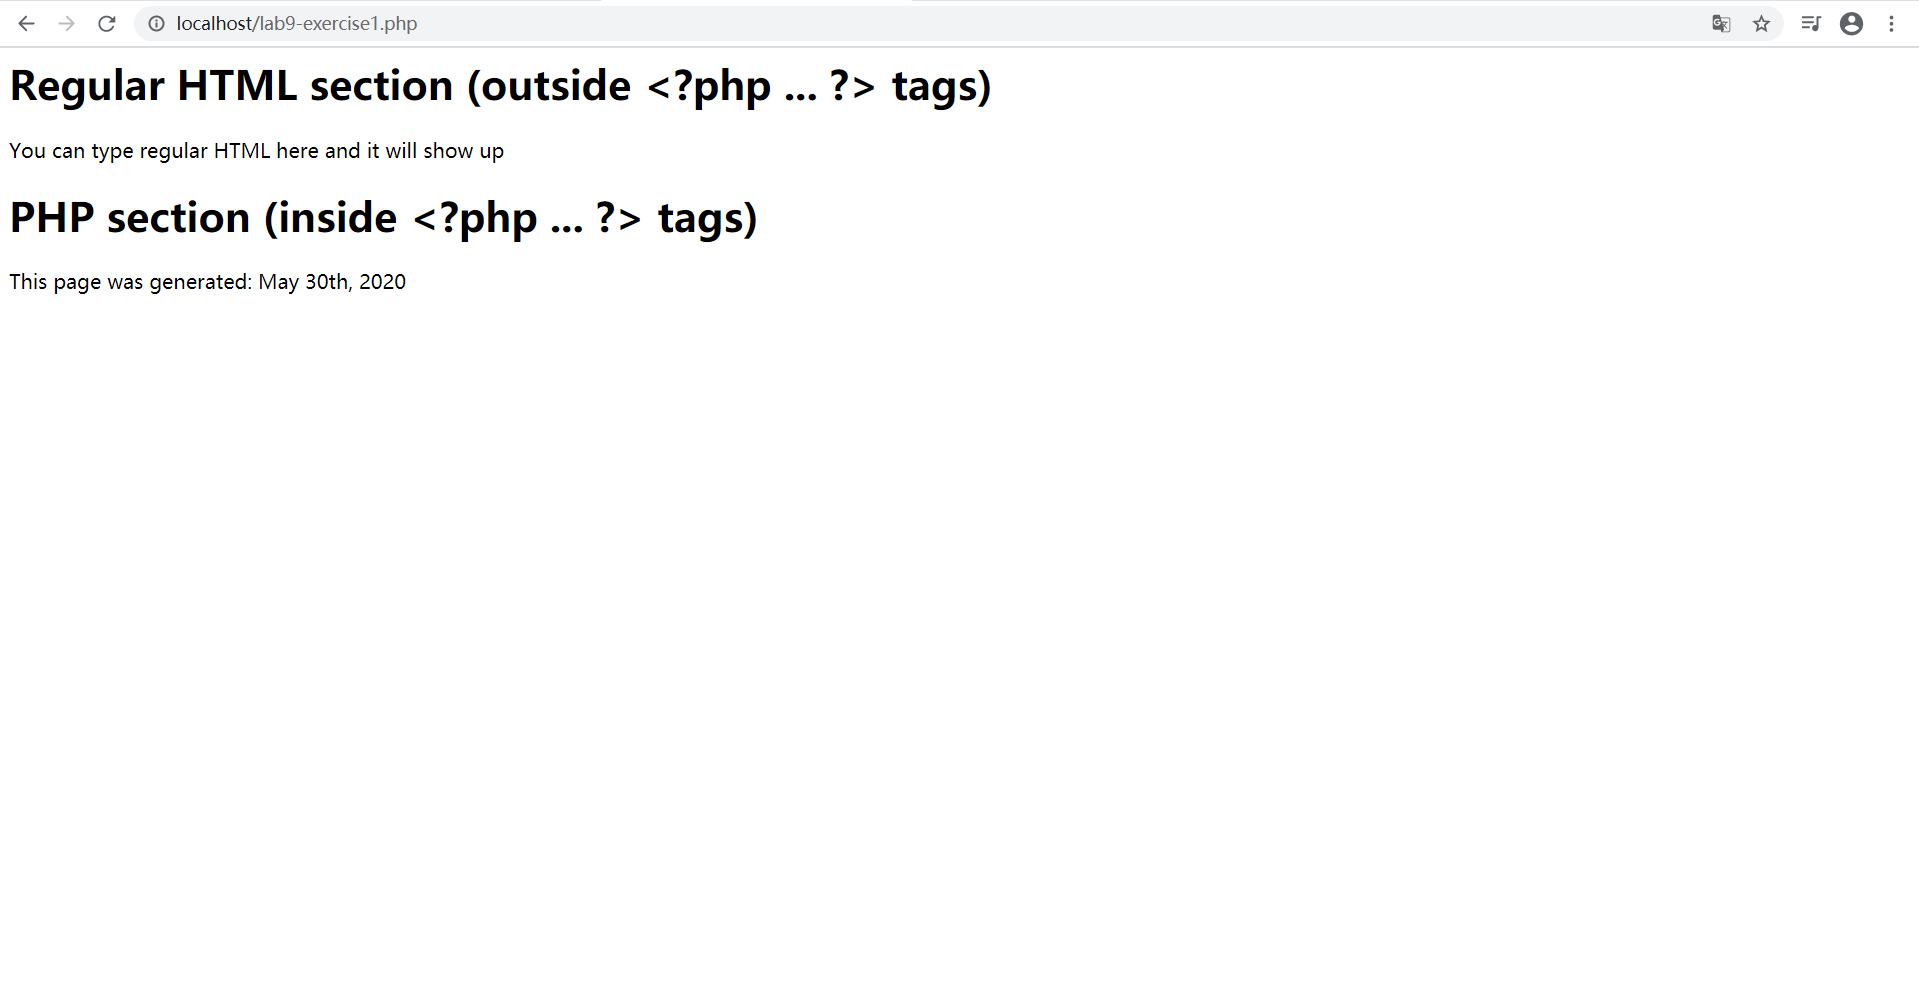 localhost/lab9-exercise1.php
Regular HTML section (outside <?php ... ?> tags)
You can type regular HTML here and it will show up
PHP section (inside <?php ... ?> tags)
This page was generated: May 30th, 2020